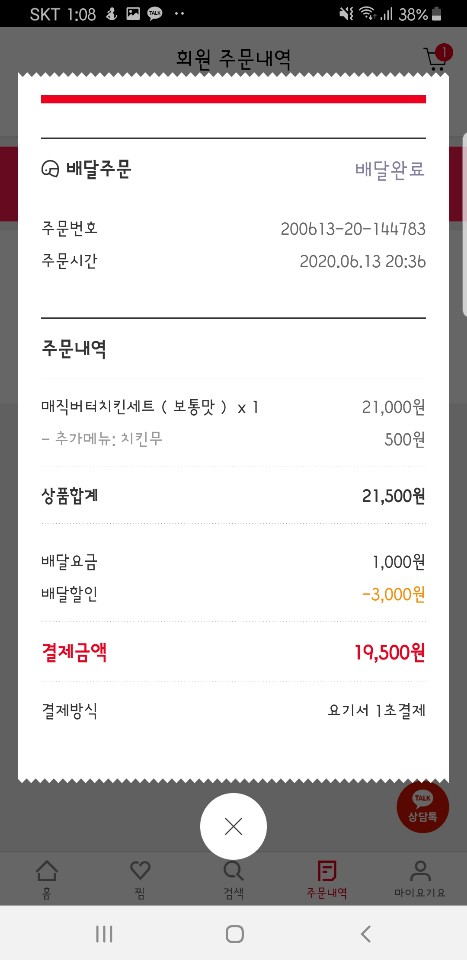 SKT 1:08 TALK 38%
회원 주문내역 1
배달주문 배달완료
주문번호 200613-20-144783
주문시간 2020.06.13 20:36
주문내역
매직버터치킨세트 ( 보통맛 ) x 1 21,000원
- 추가메뉴: 치킨무 500원
상품합계 21,500원
배달요금 1,000원
배달할인 -3,000원
결제금액 19,500원
결제방식 요기서 1초결제
TALK
상담톡
홈 찜 검색 주문내역 마이요기요